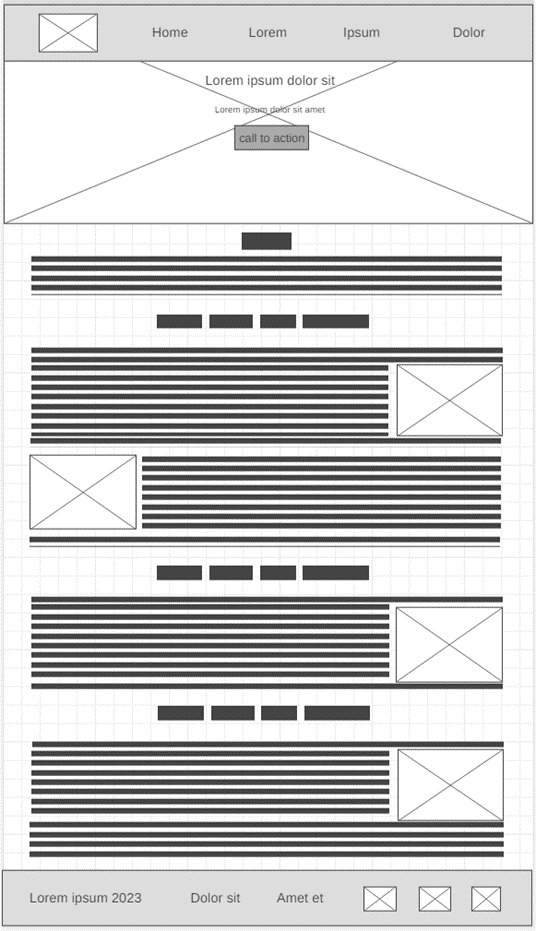 Home Lorem Ipsum Dolor
Lorem ipsum dolor sit
Lorem ipsum dolor sit amet
call to action
Lorem ipsum 2023 Dolor sit Amet et